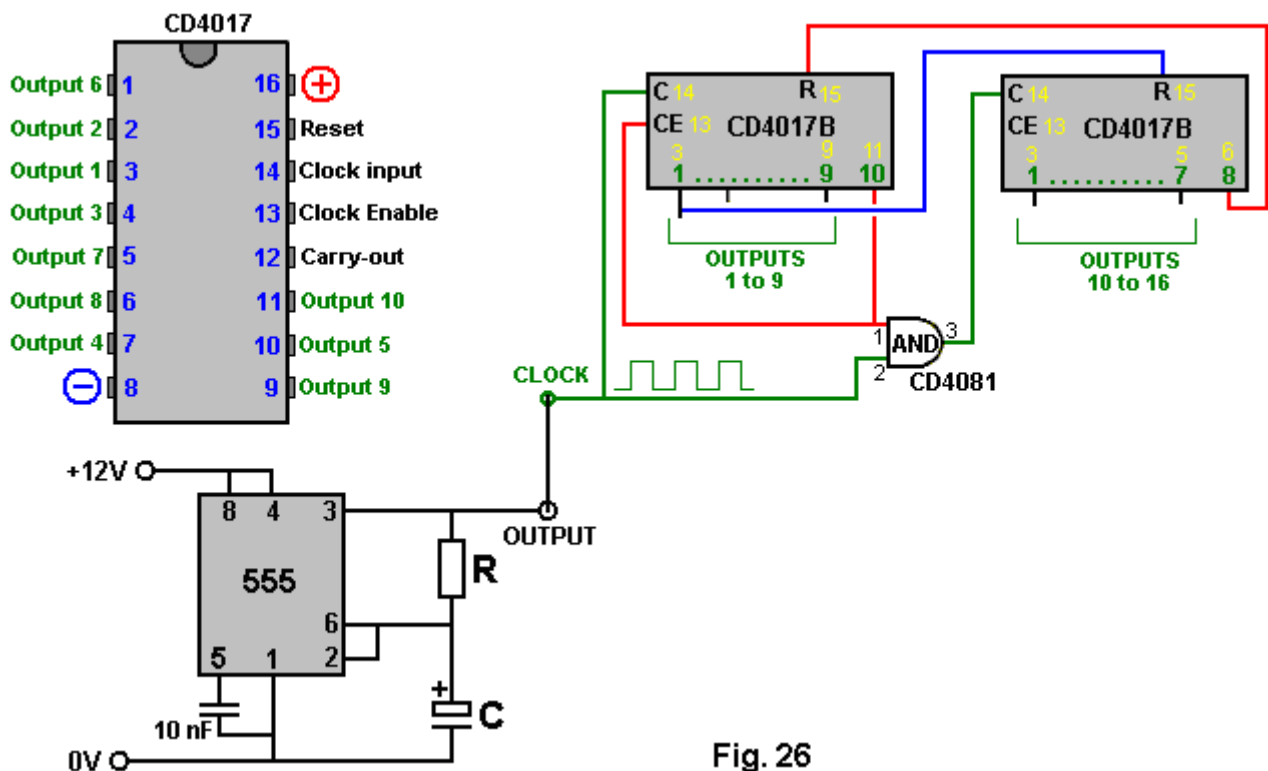 CD4017
Output 6 1 16 +
Output 2 2 15 Reset
Output 1 3 14 Clock input
Output 3 4 13 Clock Enable
Output 7 5 12 Carry-out
Output 8 6 11 Output 10
Output 4 7 10 Output 5
− 8 9 Output 9
C 14 R 15
CE 13 CD4017B
3 9 11
1 .......... 9 10
OUTPUTS
1 to 9
C 14 R 15
CE 13 CD4017B
3 5 6
1 .......... 7 8
OUTPUTS
10 to 16
1 AND 3
2
CD4081
CLOCK
+12V
8 4 3
OUTPUT
R
555
6
5 1 2
+
C
10 nF
0V
Fig. 26